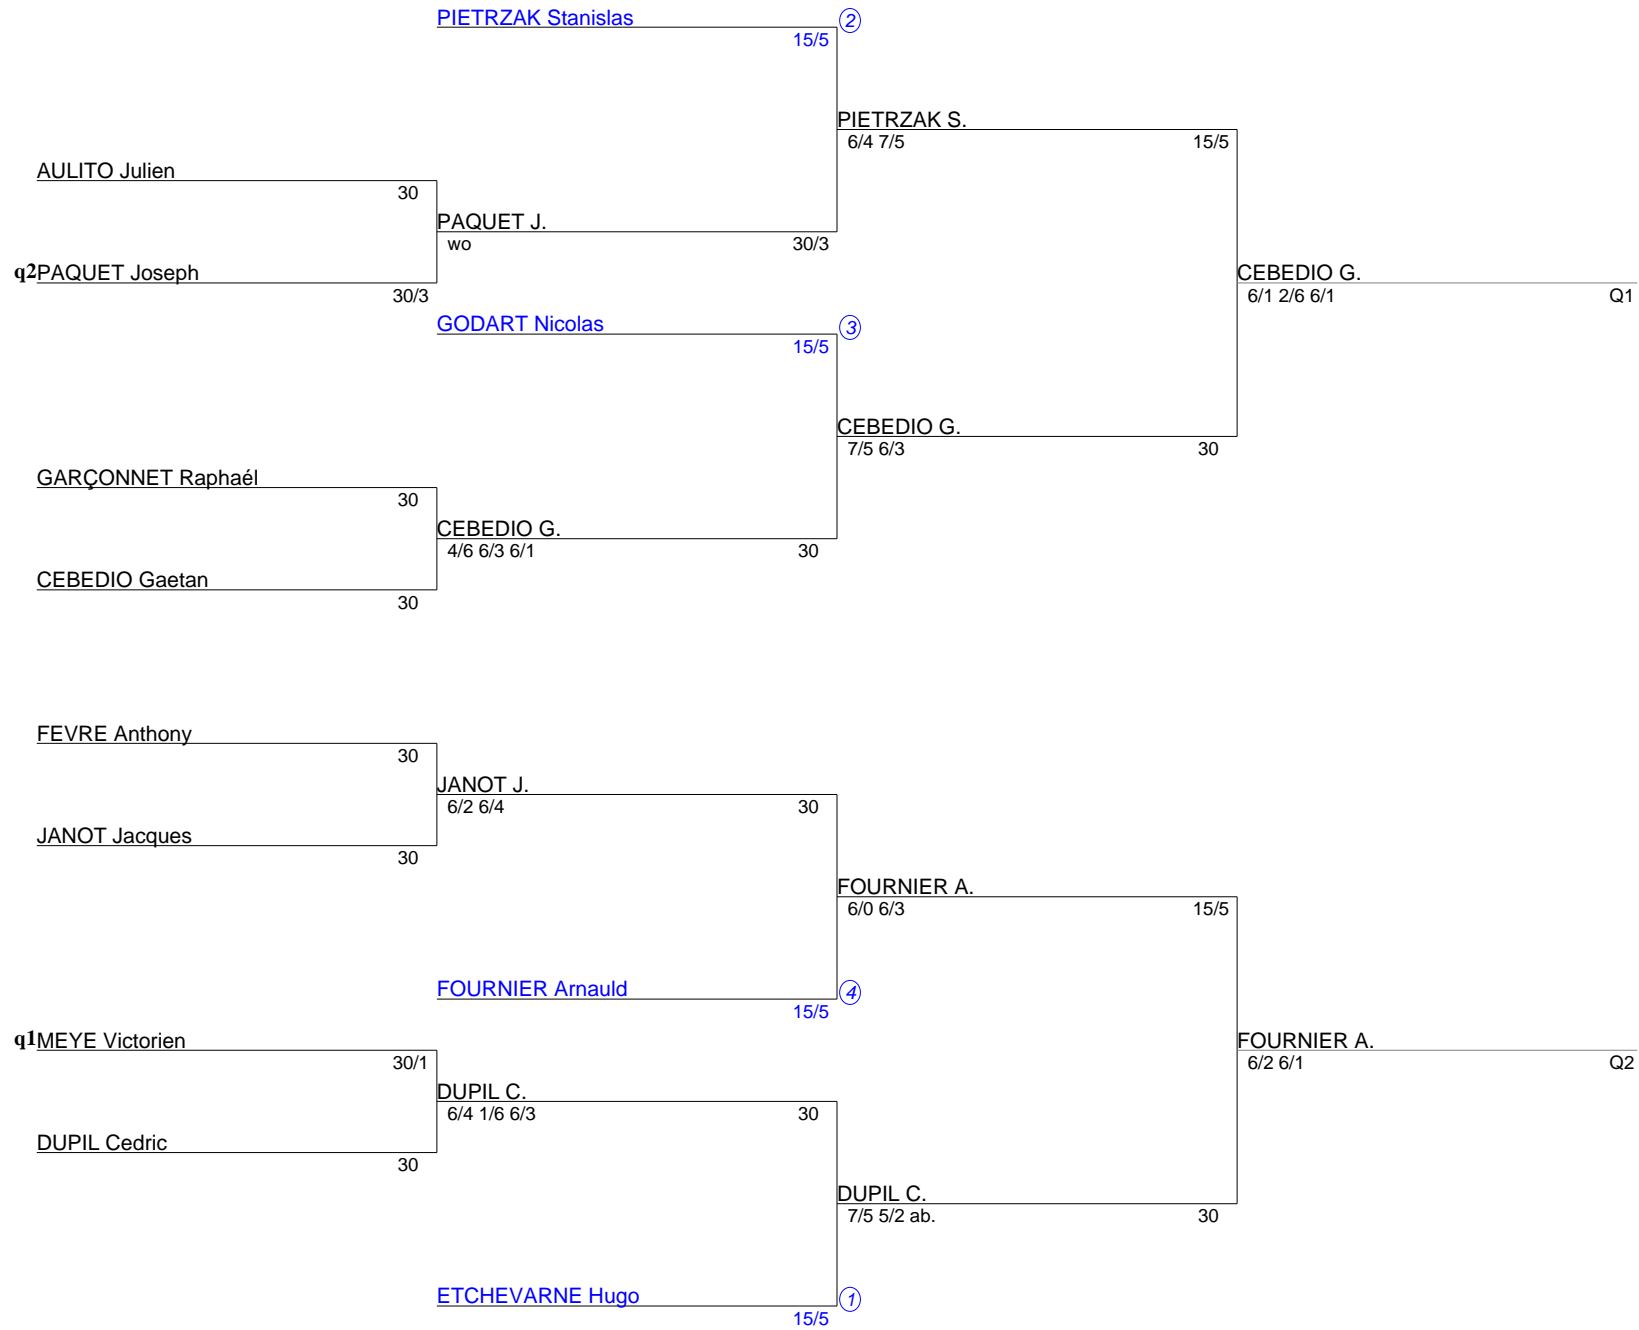 PIETRZAK Stanislas
2
15/5
PIETRZAK S.
6/4 7/5
15/5
AULITO Julien
30
PAQUET J.
wo
30/3
q2PAQUET Joseph
30/3
CEBEDIO G.
6/1 2/6 6/1
Q1
GODART Nicolas
3
15/5
CEBEDIO G.
7/5 6/3
30
GARÇONNET Raphaél
30
CEBEDIO G.
4/6 6/3 6/1
30
CEBEDIO Gaetan
30
FEVRE Anthony
30
JANOT J.
6/2 6/4
30
JANOT Jacques
30
FOURNIER A.
6/0 6/3
15/5
FOURNIER Arnauld
4
15/5
q1MEYE Victorien
30/1
FOURNIER A.
6/2 6/1
Q2
DUPIL C.
6/4 1/6 6/3
30
DUPIL Cedric
30
DUPIL C.
7/5 5/2 ab.
30
ETCHEVARNE Hugo
1
15/5